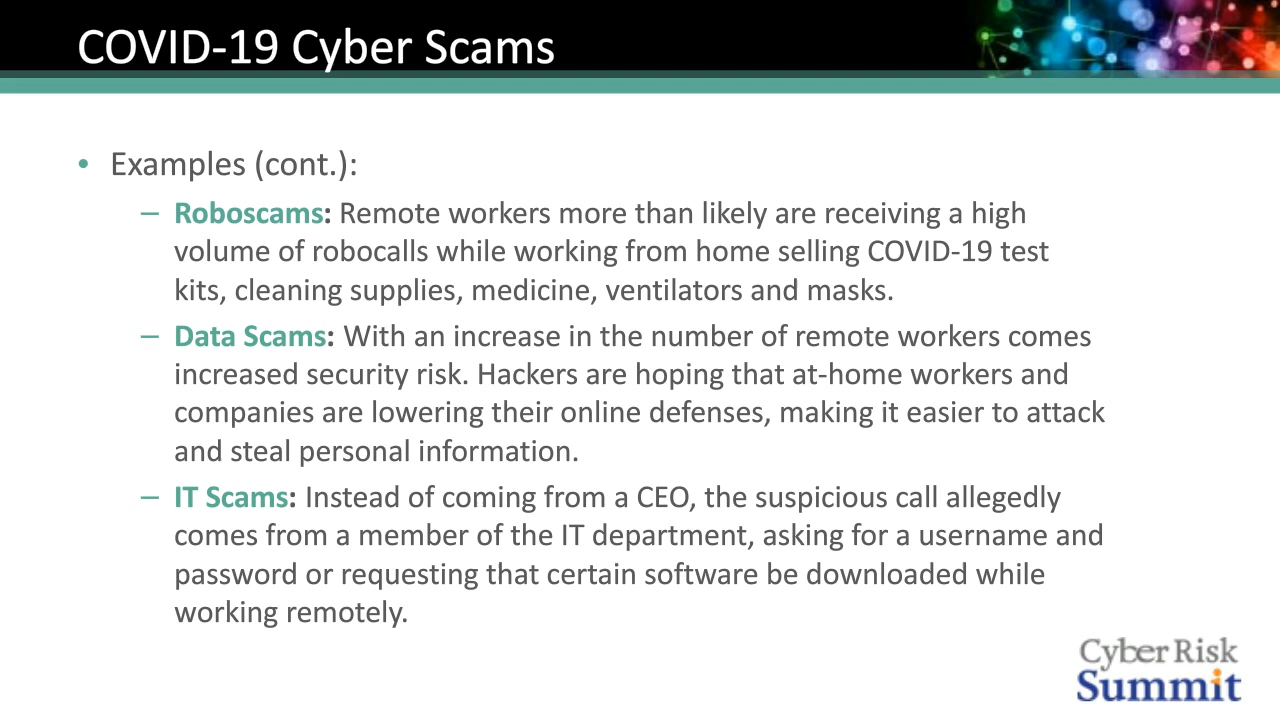 COVID-19 Cyber Scams
• Examples (cont.):
– Roboscams: Remote workers more than likely are receiving a high
volume of robocalls while working from home selling COVID-19 test
kits, cleaning supplies, medicine, ventilators and masks.
– Data Scams: With an increase in the number of remote workers comes
increased security risk. Hackers are hoping that at-home workers and
companies are lowering their online defenses, making it easier to attack
and steal personal information.
– IT Scams: Instead of coming from a CEO, the suspicious call allegedly
comes from a member of the IT department, asking for a username and
password or requesting that certain software be downloaded while
working remotely.
Cyber Risk
Summit